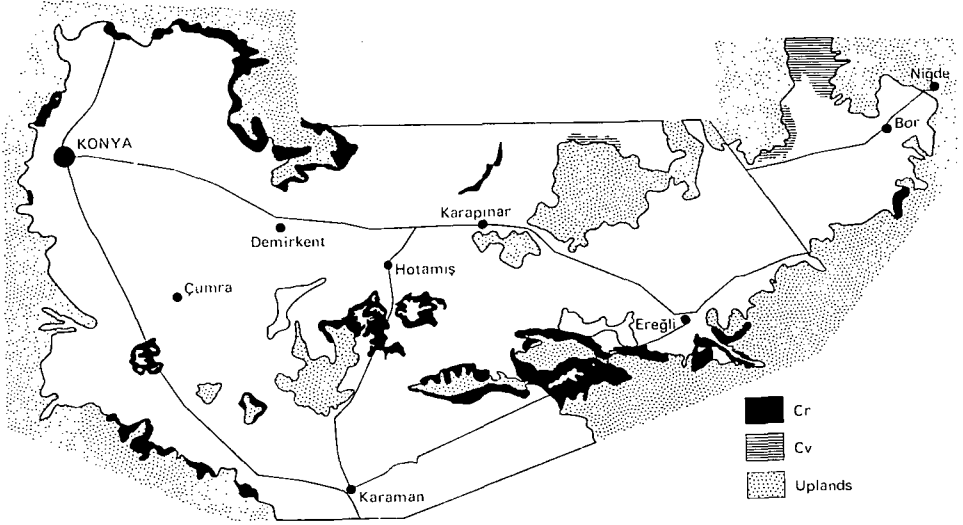 Niğde
Bor
KONYA
Karapınar
Demirkent
Hotamış
Çumra
Ereğli
Cr
Cv
Uplands
Karaman